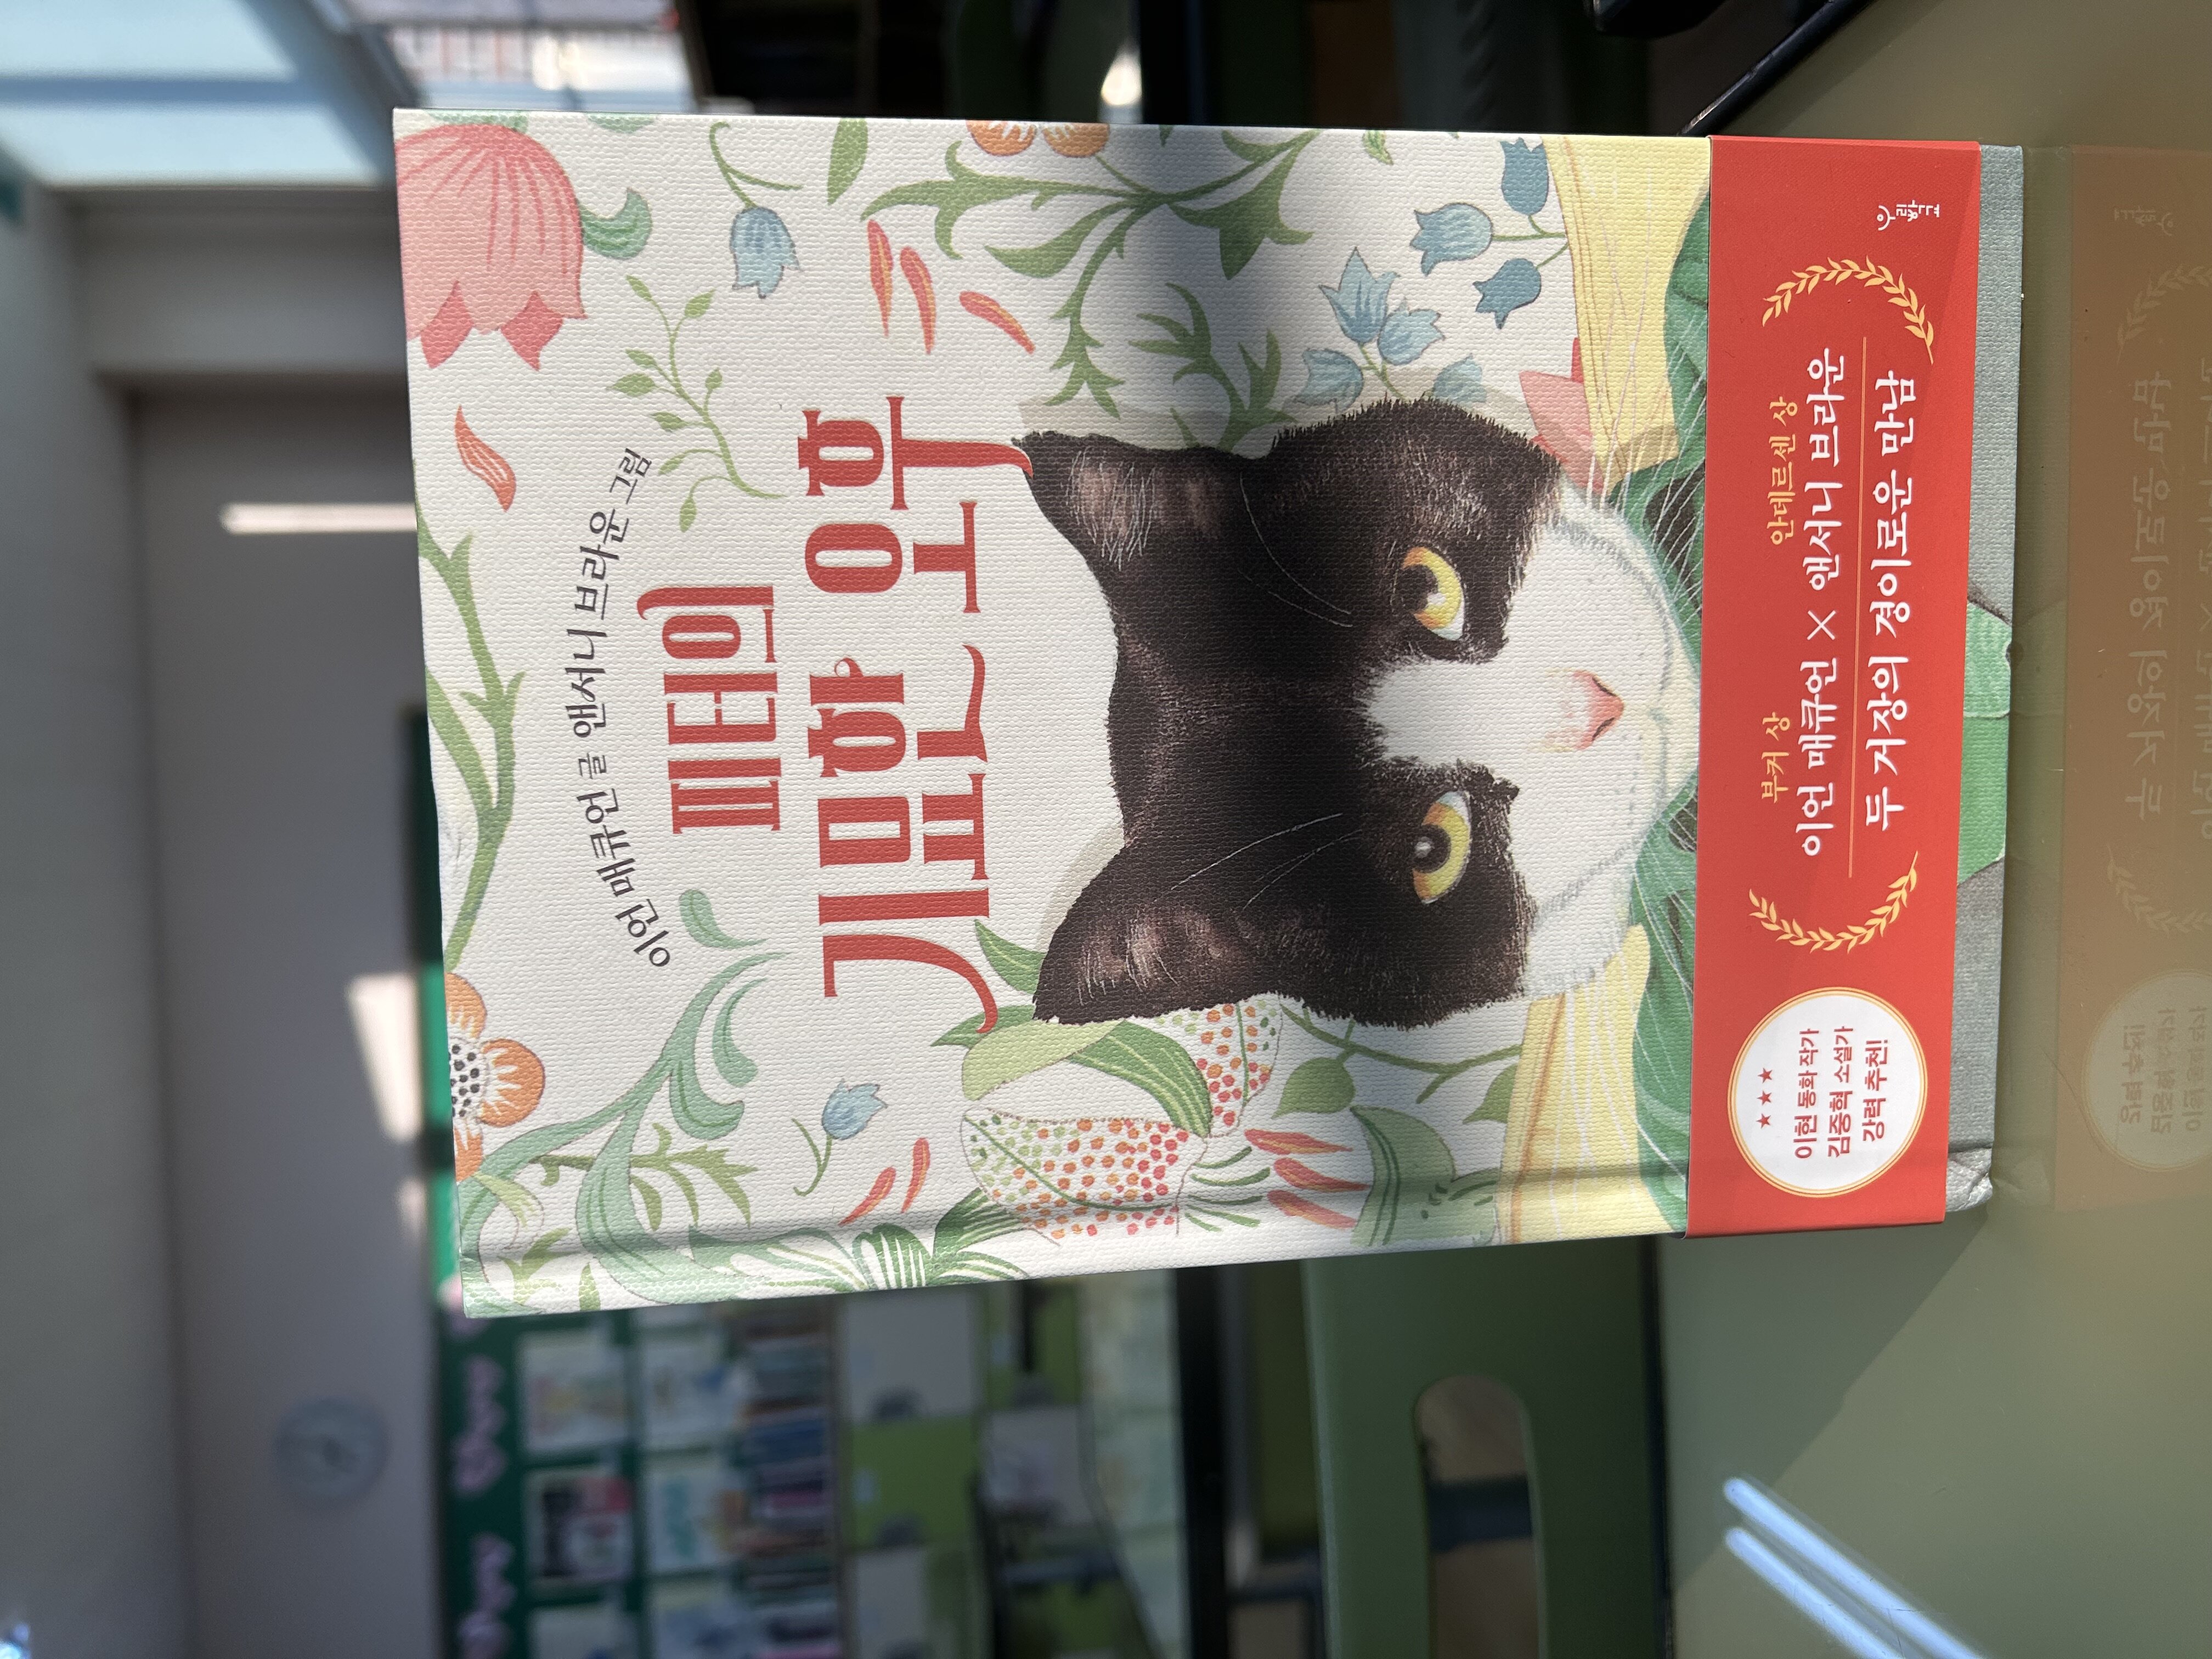 이언 매큐언 글 앤서니 브라운 그림
피터의
기묘한 오후
부커 상 안데르센 상
이언 매큐언 × 앤서니 브라운
두 거장의 경이로운 만남
★★★
이현 동화 작가
김중혁 소설가
강력 추천!